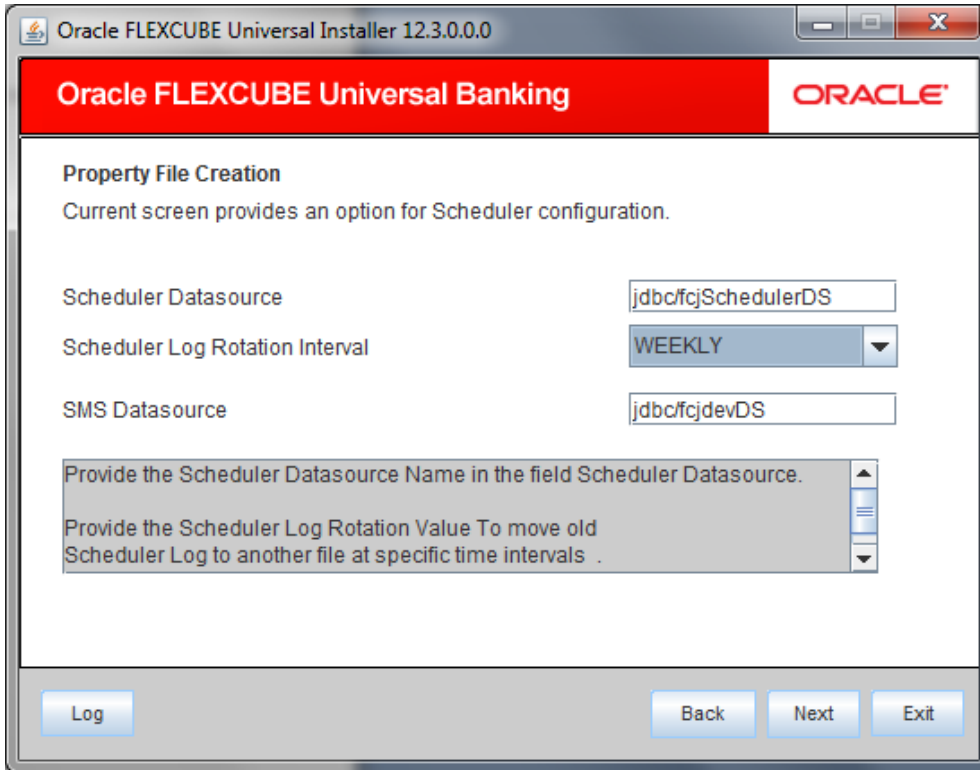 Oracle FLEXCUBE Universal Installer 12.3.0.0.0
Oracle FLEXCUBE Universal Banking
ORACLE
Property File Creation
Current screen provides an option for Scheduler configuration.
Scheduler Datasource jdbc/fcjSchedulerDS
Scheduler Log Rotation Interval WEEKLY
SMS Datasource jdbc/fcjdevDS
Provide the Scheduler Datasource Name in the field Scheduler Datasource.
Provide the Scheduler Log Rotation Value To move old
Scheduler Log to another file at specific time intervals .
Log Back Next Exit